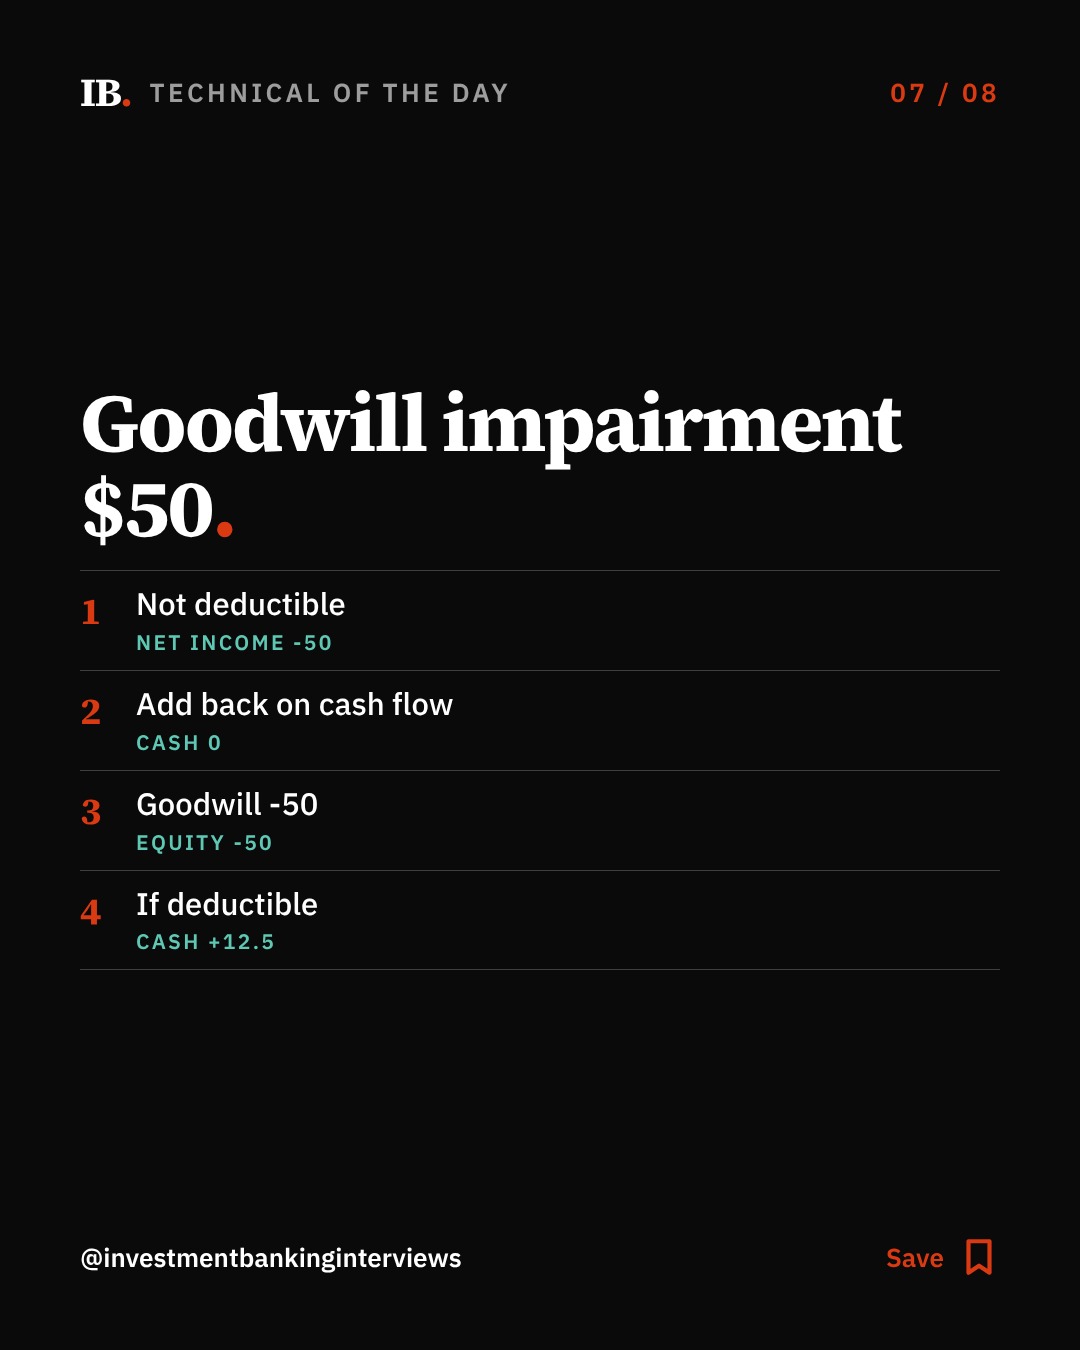 IB. TECHNICAL OF THE DAY
07 / 08
Goodwill impairment
$50.
1 Not deductible
NET INCOME -50
2 Add back on cash flow
CASH 0
3 Goodwill -50
EQUITY -50
4 If deductible
CASH +12.5
@investmentbankinginterviews
Save